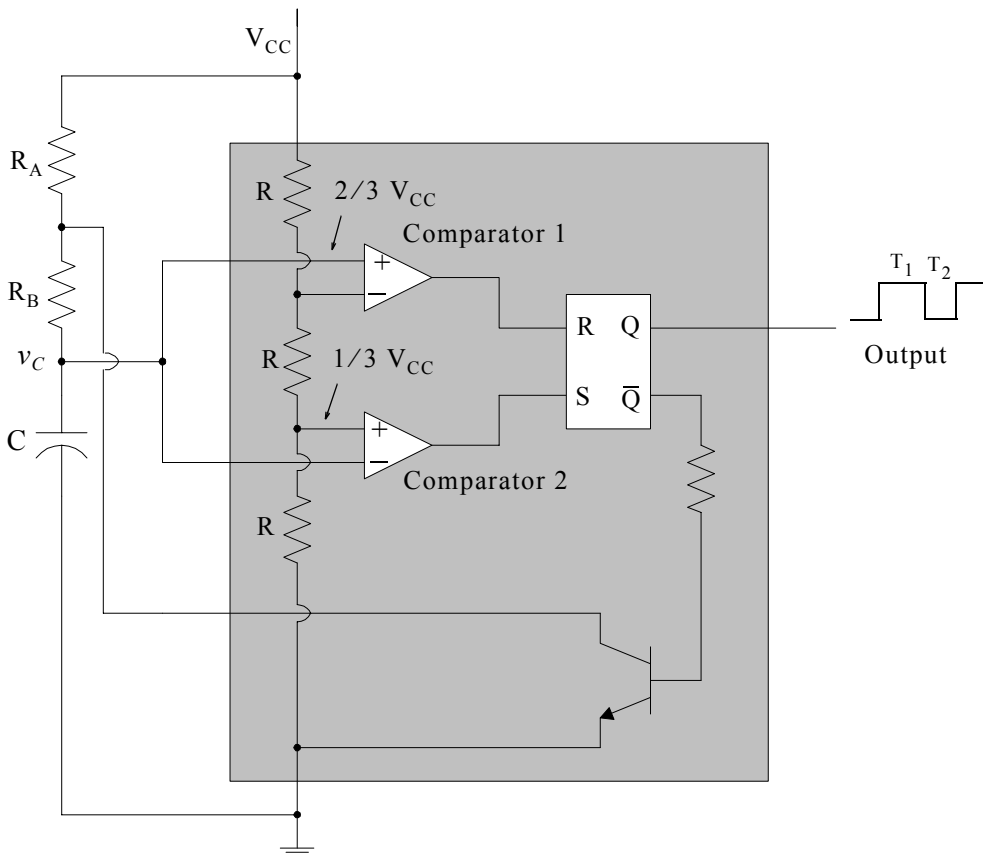 V_CC
R_A
R
2/3 V_CC
Comparator 1
T_1 T_2
R_B
R Q
v_C
R
1/3 V_CC
Output
S Q̅
C
Comparator 2
R
+
−
+
−